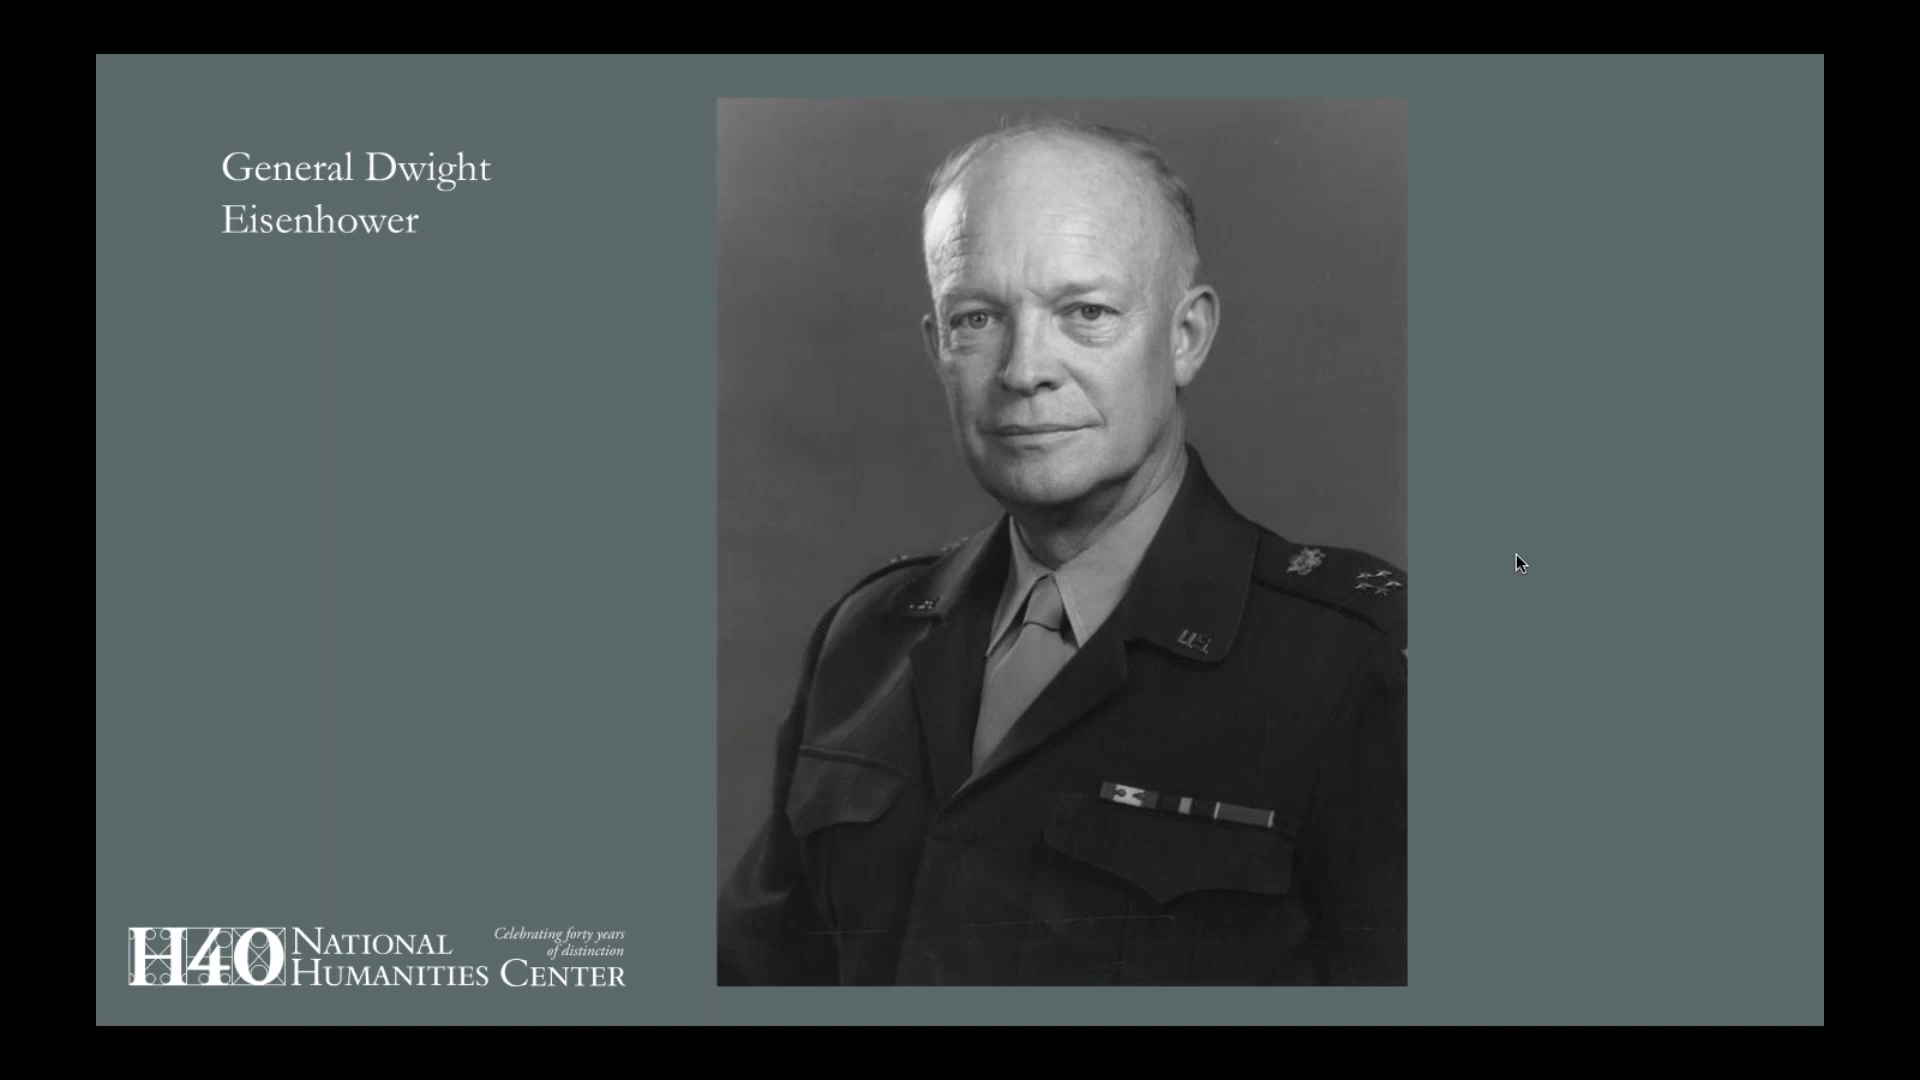 General Dwight
Eisenhower
U.S.
H40 NATIONAL
HUMANITIES CENTER
Celebrating forty years
of distinction